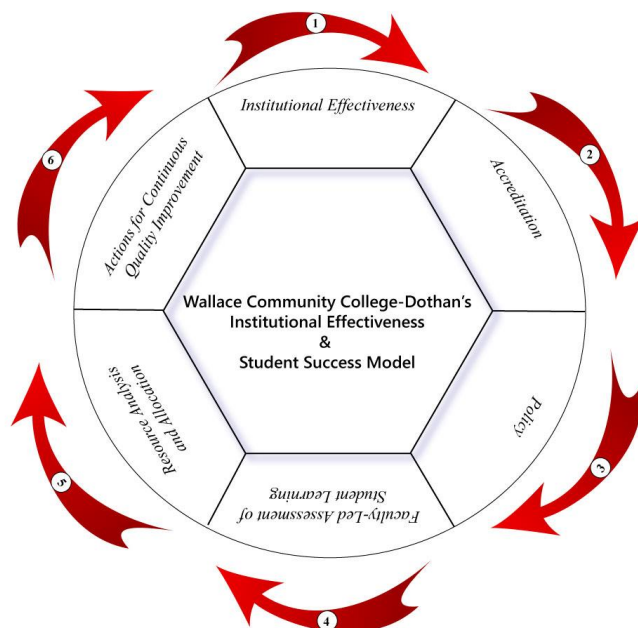 1
Institutional Effectiveness
2
Accreditation
3
Policy
4
Faculty-Led Assessment of
Student Learning
5
Resource Analysis
and Allocation
6
Actions for Continuous
Quality Improvement
Wallace Community College-Dothan's
Institutional Effectiveness
&
Student Success Model